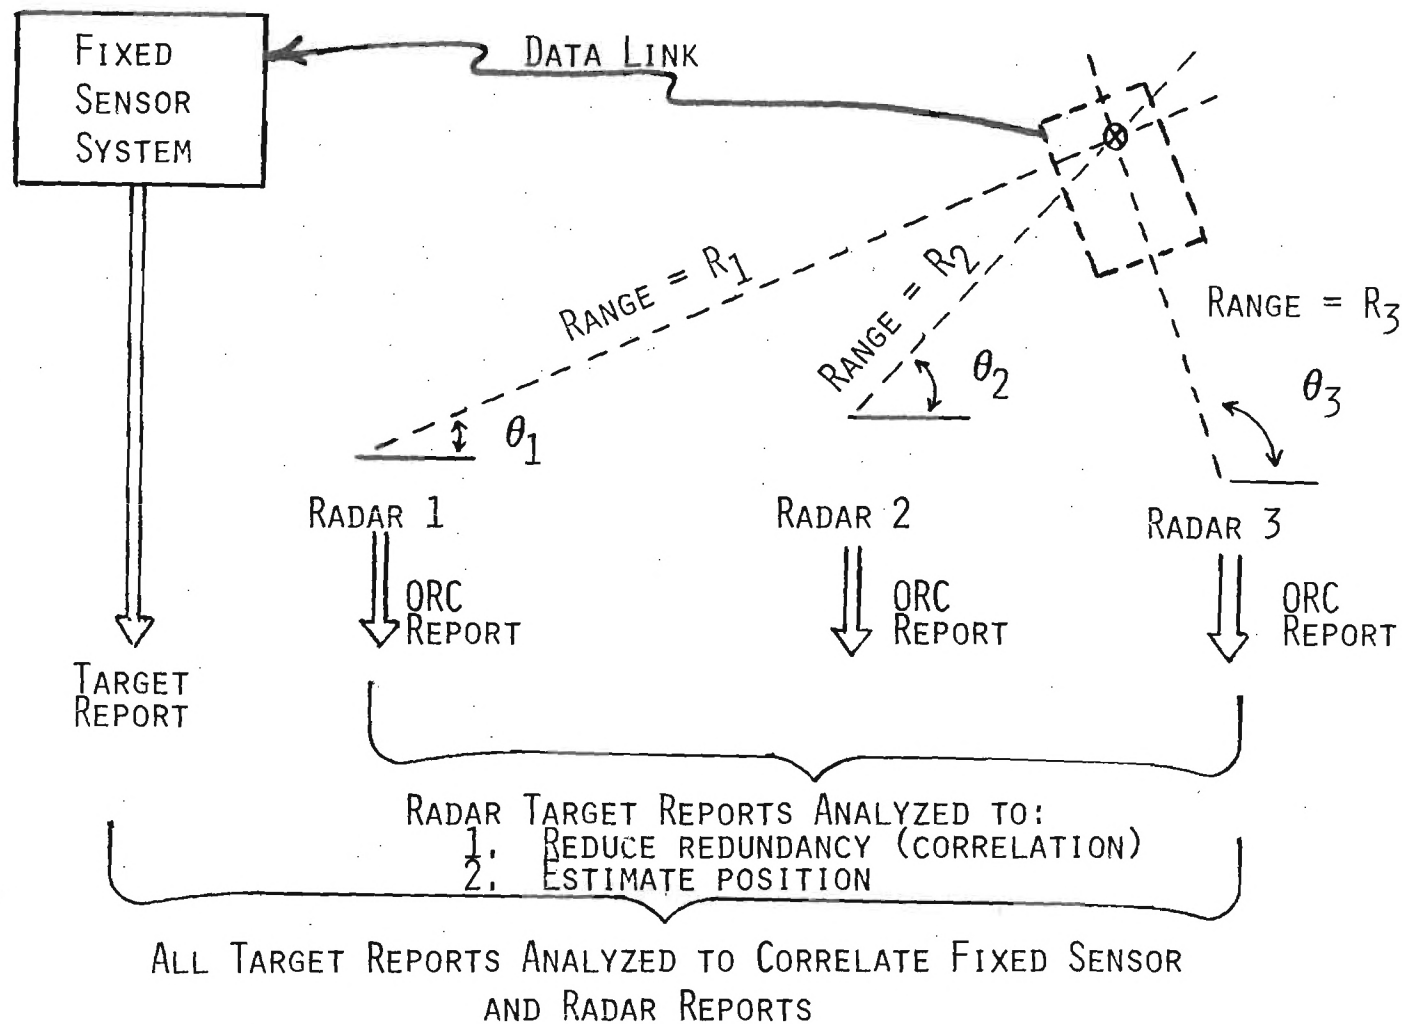 FIXED
SENSOR
SYSTEM
DATA LINK
RANGE = R1
RANGE = R2
RANGE = R3
θ1
θ2
θ3
RADAR 1
RADAR 2
RADAR 3
ORC
REPORT
ORC
REPORT
ORC
REPORT
TARGET
REPORT
RADAR TARGET REPORTS ANALYZED TO:
1. REDUCE REDUNDANCY (CORRELATION)
2. ESTIMATE POSITION
ALL TARGET REPORTS ANALYZED TO CORRELATE FIXED SENSOR
AND RADAR REPORTS